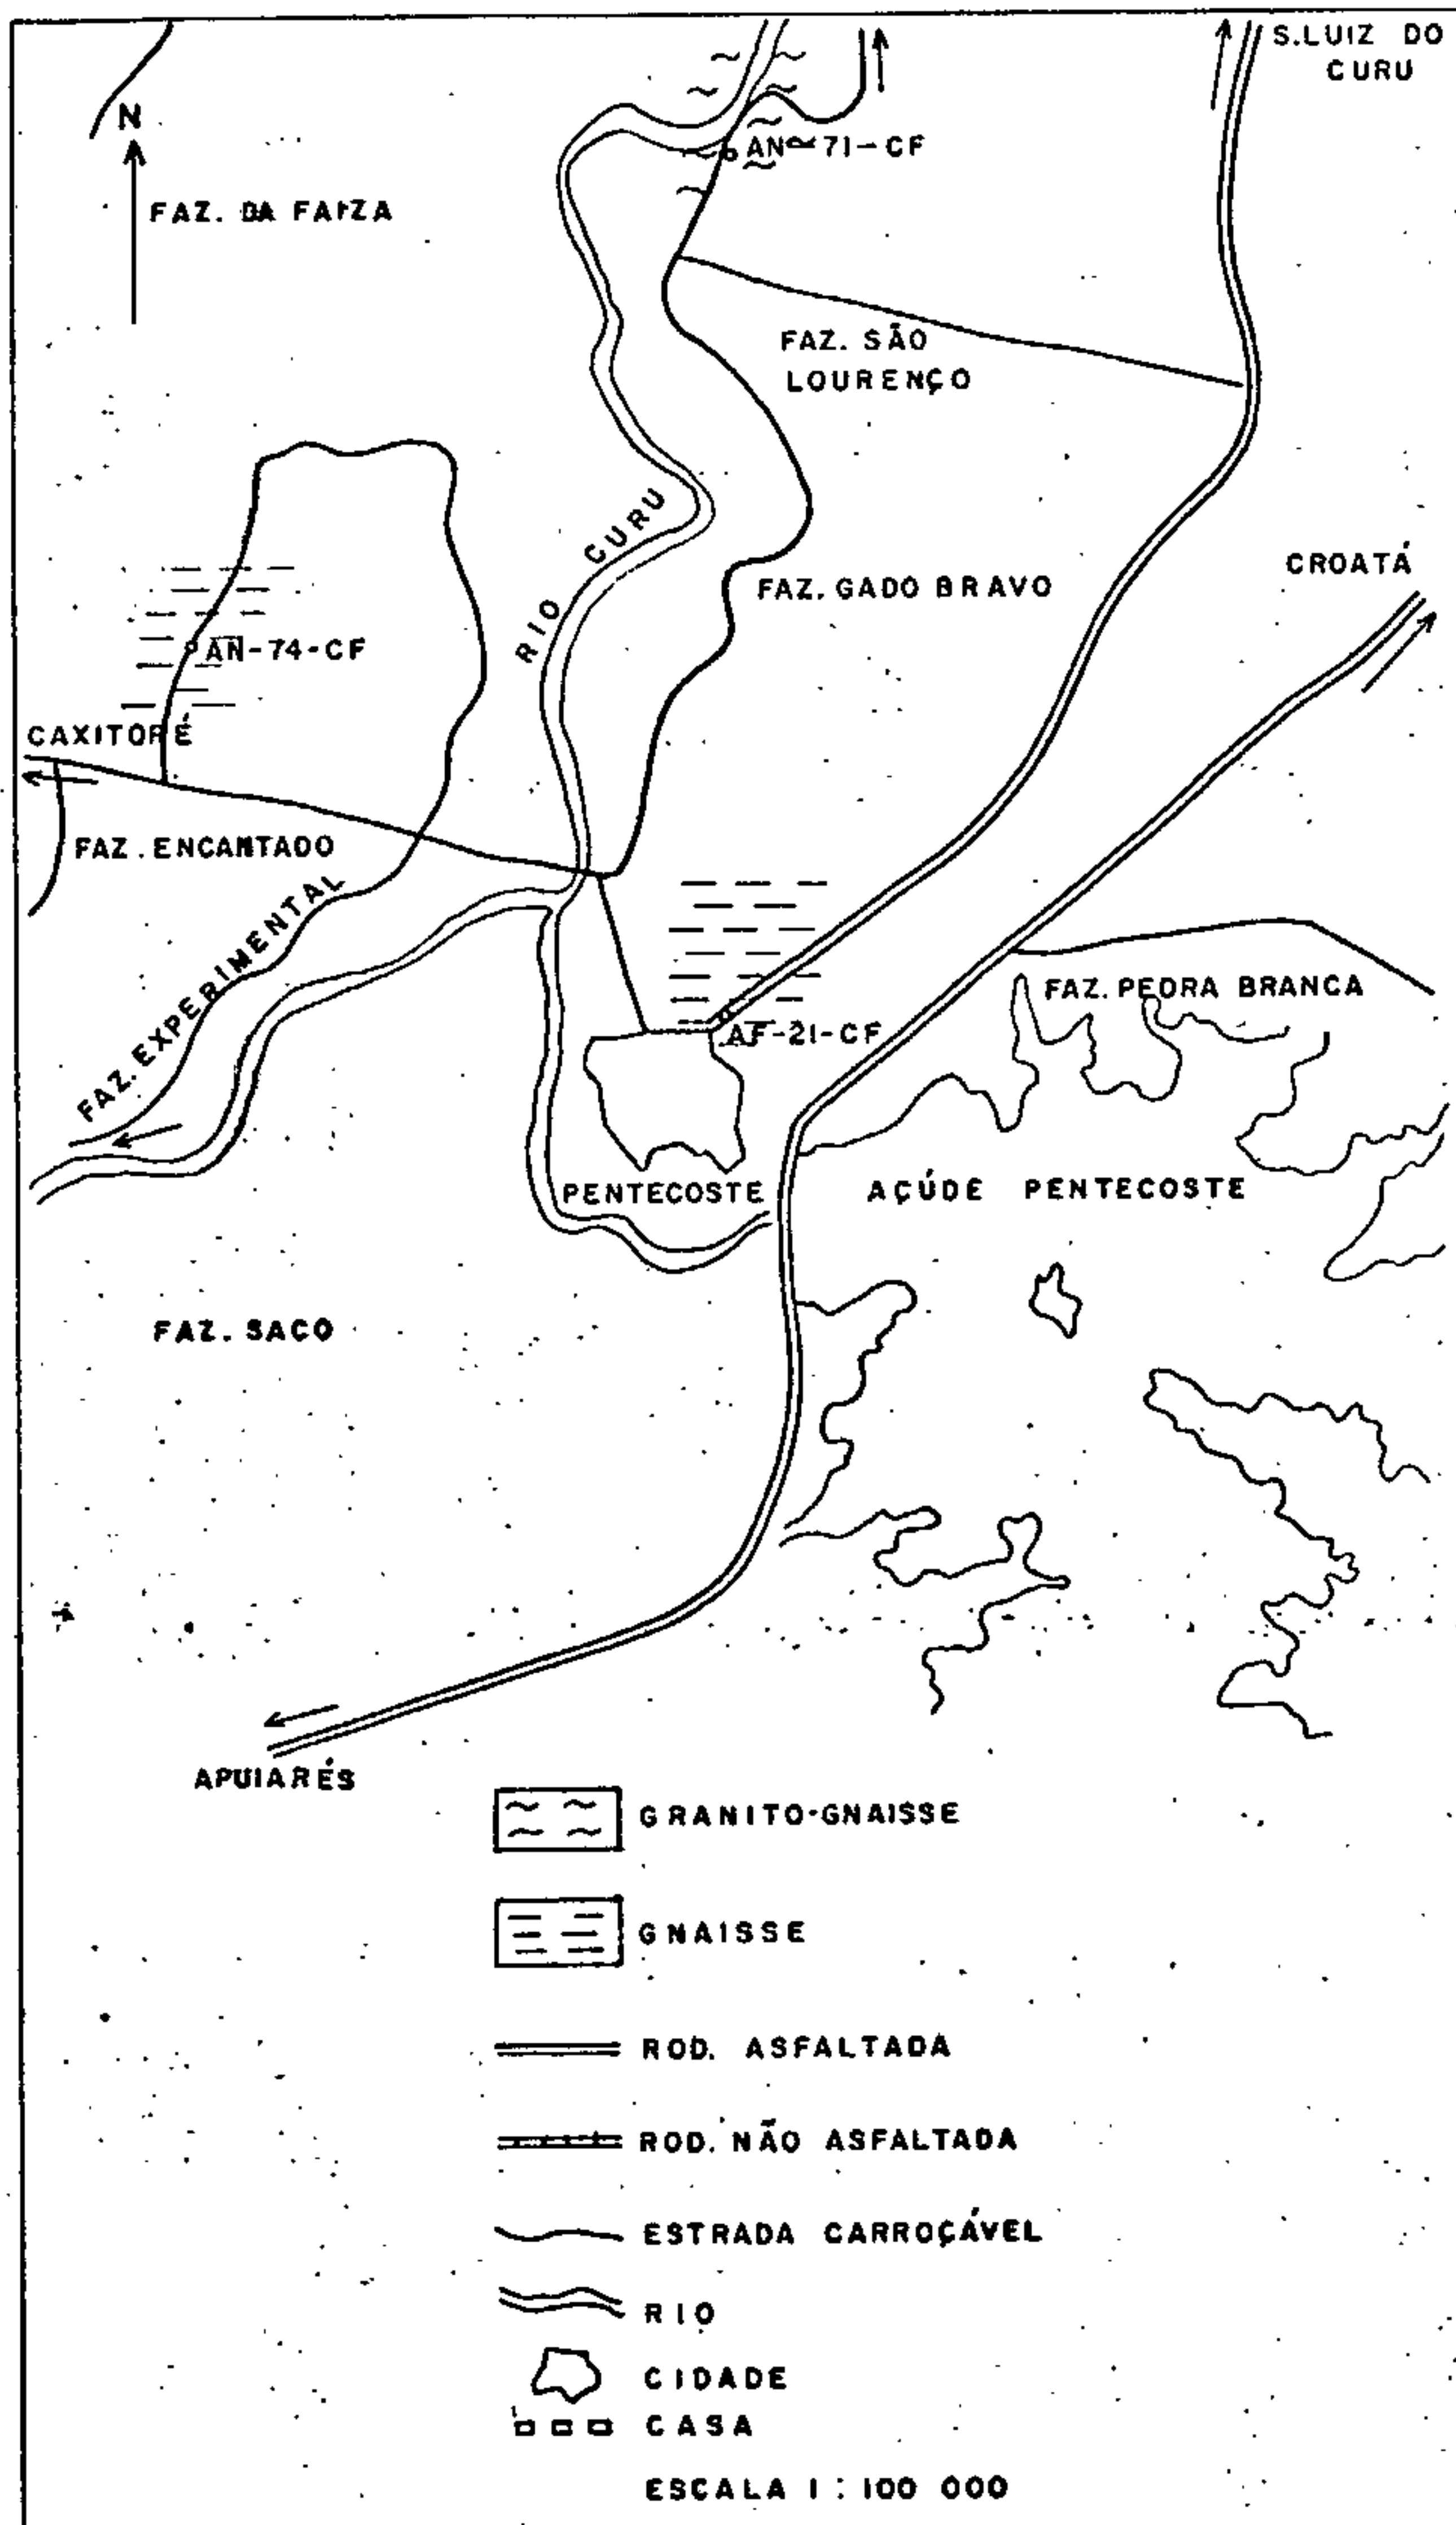 S.LUIZ DO
CURU
N
AN-71-CF
FAZ. DA FAIZA
FAZ. SÃO
LOURENÇO
RIO CURU
CROATÁ
FAZ. GADO BRAVO
AN-74-CF
CAXITORÉ
FAZ. ENCANTADO
FAZ. EXPERIMENTAL
FAZ. PEDRA BRANCA
AF-21-CF
PENTECOSTE
AÇÚDE PENTECOSTE
FAZ. SACO
APUIARÉS
GRANITO-GNAISSE
GNAISSE
ROD. ASFALTADA
ROD. NÃO ASFALTADA
ESTRADA CARROÇÁVEL
RIO
CIDADE
CASA
ESCALA 1 : 100 000